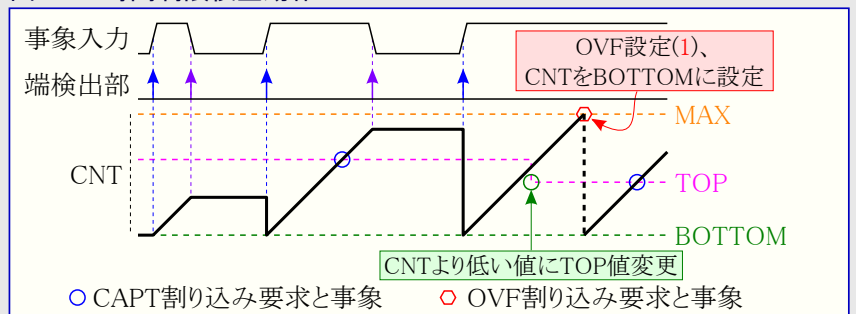 事象入力
端検出部
OVF設定(1)、
CNTをBOTTOMに設定
MAX
CNT
TOP
BOTTOM
CNTより低い値にTOP値変更
CAPT割り込み要求と事象
OVF割り込み要求と事象